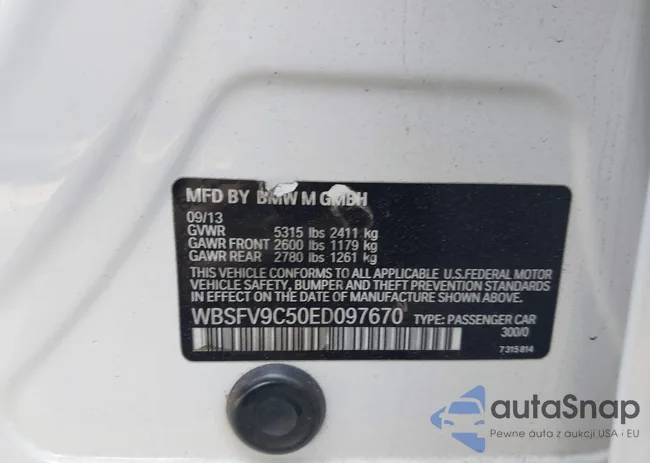 MFD BY BMW M GMBH
09/13
GVWR 5315 lbs 2411 kg
GAWR FRONT 2600 lbs 1179 kg
GAWR REAR 2780 lbs 1261 kg
THIS VEHICLE CONFORMS TO ALL APPLICABLE U.S.FEDERAL MOTOR
VEHICLE SAFETY, BUMPER AND THEFT PREVENTION STANDARDS
IN EFFECT ON THE DATE OF MANUFACTURE SHOWN ABOVE.
WBSFV9C50ED097670 TYPE: PASSENGER CAR
300/0
7 315 814
autaSnap
Pewne auta z aukcji USA i EU